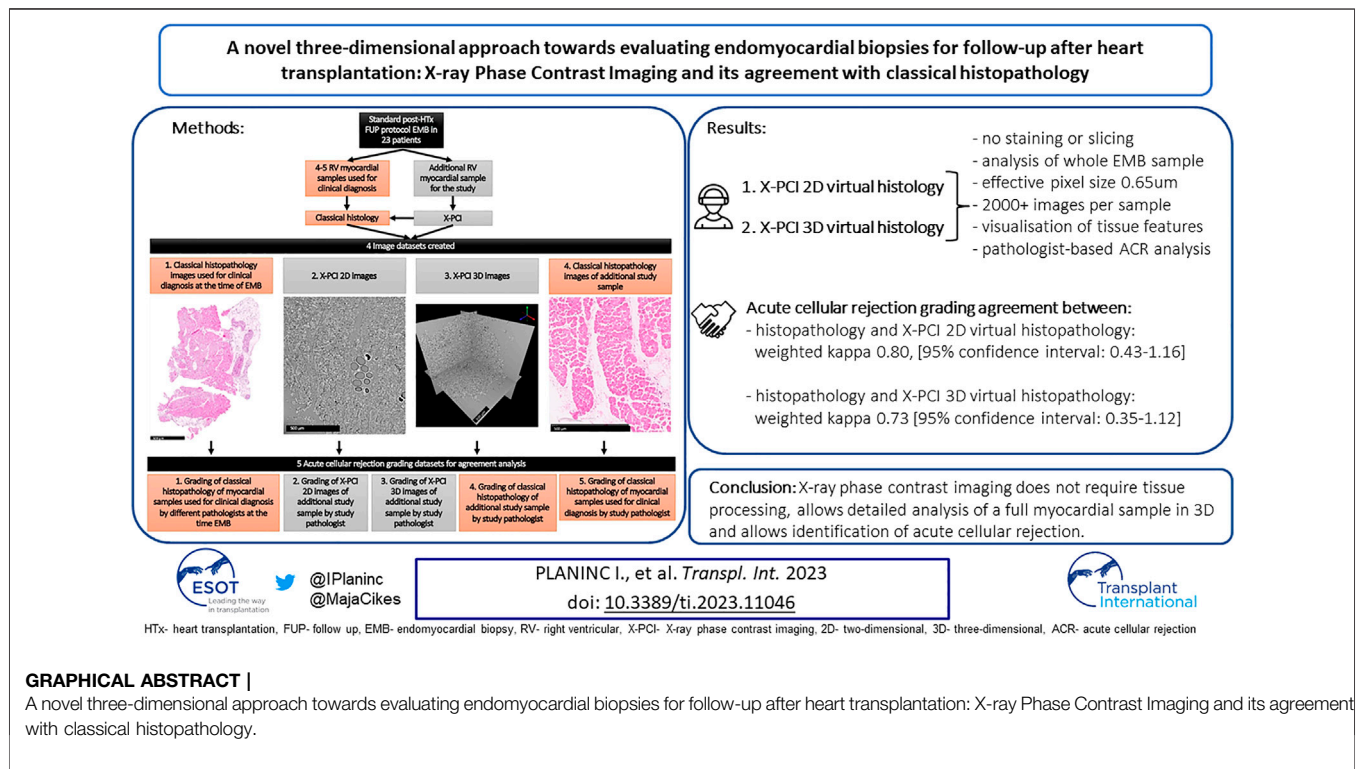 A novel three-dimensional approach towards evaluating endomyocardial biopsies for follow-up after heart
transplantation: X-ray Phase Contrast Imaging and its agreement with classical histopathology
Methods:
Standard post-HTx
FUP protocol EMB in
23 patients
4-5 RV myocardial
samples used for
clinical diagnosis
Additional RV
myocardial sample
for the study
Classical histology
X-PCI
4 Image datasets created
1. Classical histopathology
images used for clinical
diagnosis at the time of EMB
2. X-PCI 2D Images
3. X-PCI 3D Images
4. Classical histopathology
images of additional study
sample
500 µm
500 µm
5 Acute cellular rejection grading datasets for agreement analysis
1. Grading of classical
histopathology of myocardial
samples used for clinical diagnosis
by different pathologists at the
time EMB
2. Grading of X-PCI
2D Images of
additional study
sample by study
pathologist
3. Grading of X-PCI
3D Images of
additional study
sample by study
pathologist
4. Grading of classical
histopathology of
additional study sample
by study pathologist
5. Grading of classical
histopathology of myocardial
samples used for clinical
diagnosis by study pathologist
Results:
1. X-PCI 2D virtual histology
2. X-PCI 3D virtual histology
- no staining or slicing
- analysis of whole EMB sample
- effective pixel size 0.65um
- 2000+ images per sample
- visualisation of tissue features
- pathologist-based ACR analysis
Acute cellular rejection grading agreement between:
- histopathology and X-PCI 2D virtual histopathology:
weighted kappa 0.80, [95% confidence interval: 0.43-1.16]
- histopathology and X-PCI 3D virtual histopathology:
weighted kappa 0.73 [95% confidence interval: 0.35-1.12]
Conclusion: X-ray phase contrast imaging does not require tissue
processing, allows detailed analysis of a full myocardial sample in 3D
and allows identification of acute cellular rejection.
ESOT
Leading the way
in transplantation
@IPlaninc
@MajaCikes
PLANINC I., et al. Transpl. Int. 2023
doi: 10.3389/ti.2023.11046
Transplant
International
HTx- heart transplantation, FUP- follow up, EMB- endomyocardial biopsy, RV- right ventricular, X-PCI- X-ray phase contrast imaging, 2D- two-dimensional, 3D- three-dimensional, ACR- acute cellular rejection
GRAPHICAL ABSTRACT |
A novel three-dimensional approach towards evaluating endomyocardial biopsies for follow-up after heart transplantation: X-ray Phase Contrast Imaging and its agreement
with classical histopathology.